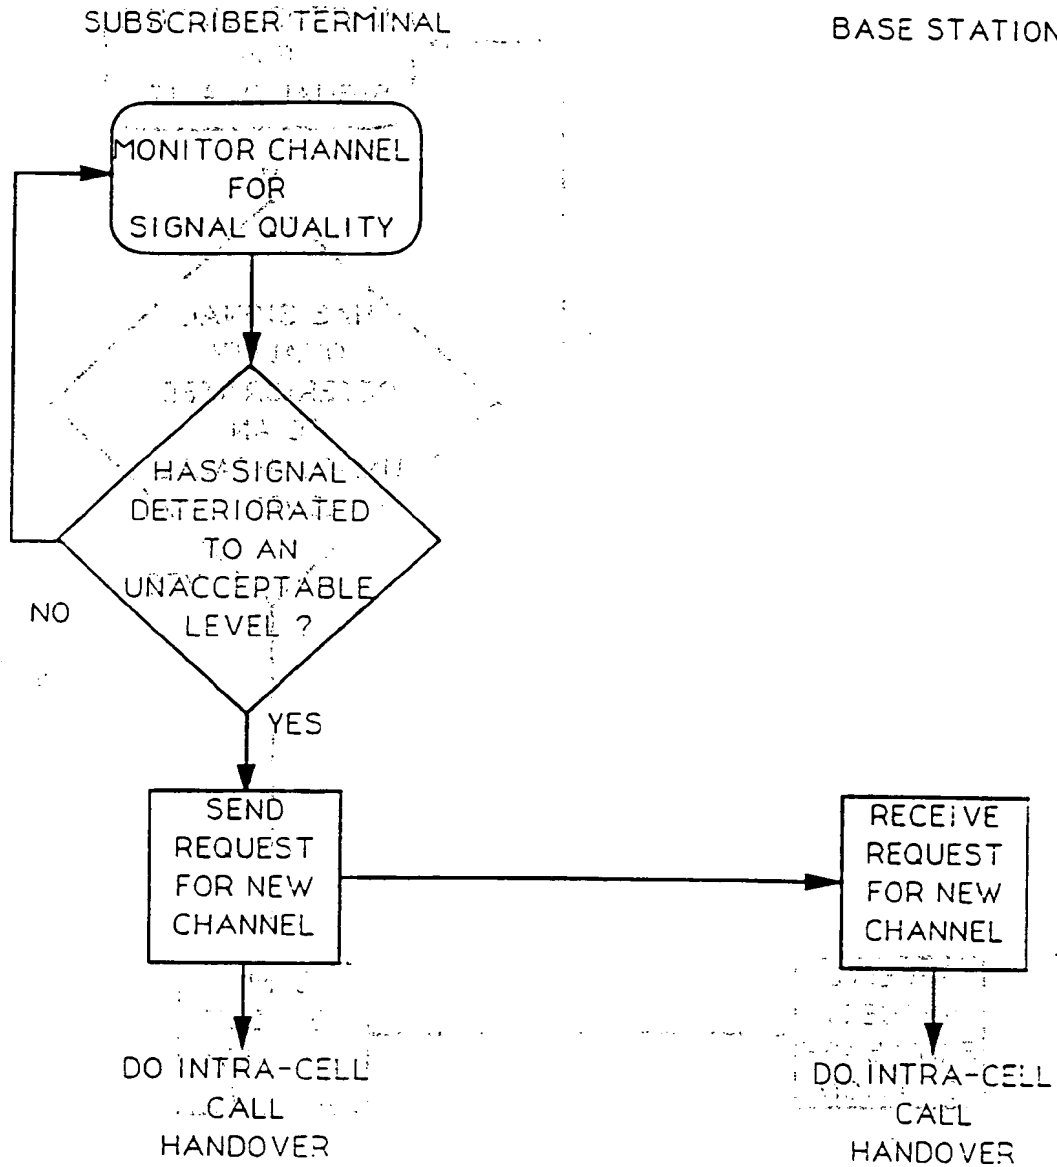 SUBSCRIBER TERMINAL
BASE STATION
MONITOR CHANNEL
FOR
SIGNAL QUALITY
HAS SIGNAL
DETERIORATED
TO AN
UNACCEPTABLE
LEVEL ?
NO
YES
SEND
REQUEST
FOR NEW
CHANNEL
RECEIVE
REQUEST
FOR NEW
CHANNEL
DO INTRA-CELL
CALL
HANDOVER
DO INTRA-CELL
CALL
HANDOVER